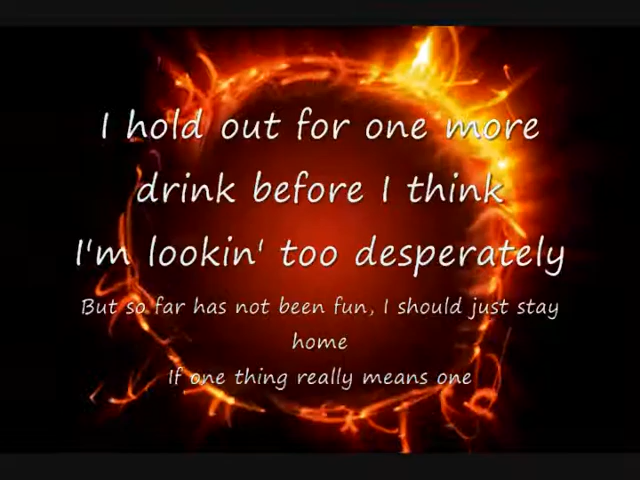 I hold out for one more
drink before I think
I'm lookin' too desperately
But so far has not been fun, I should just stay
home
If one thing really means one